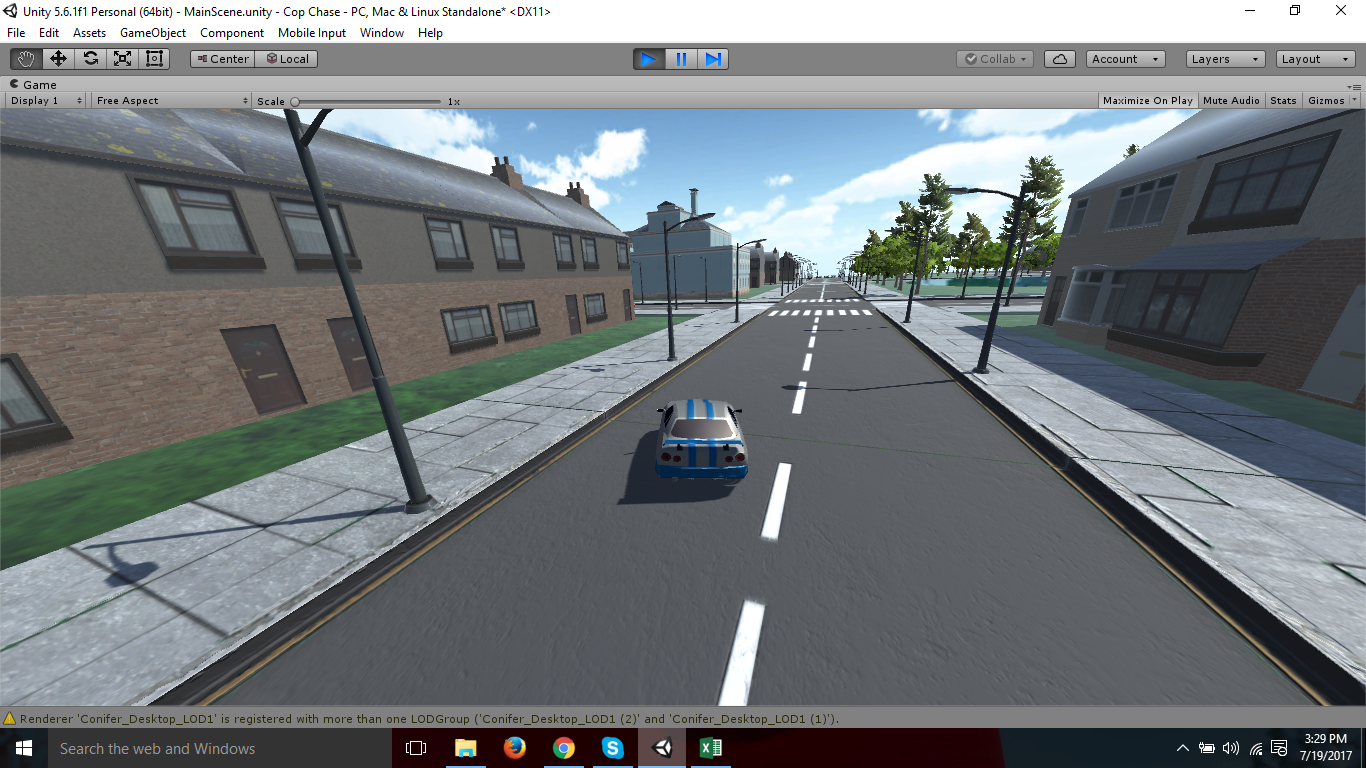 Unity 5.6.1f1 Personal (64bit) - MainScene.unity - Cop Chase - PC, Mac & Linux Standalone* <DX11>
File Edit Assets GameObject Component Mobile Input Window Help
Center Local Collab Account Layers Layout
Game
Display 1 Free Aspect Scale 1x Maximize On Play Mute Audio Stats Gizmos
Renderer 'Conifer_Desktop_LOD1' is registered with more than one LODGroup ('Conifer_Desktop_LOD1 (2)' and 'Conifer_Desktop_LOD1 (1)').
Search the web and Windows
3:29 PM
7/19/2017